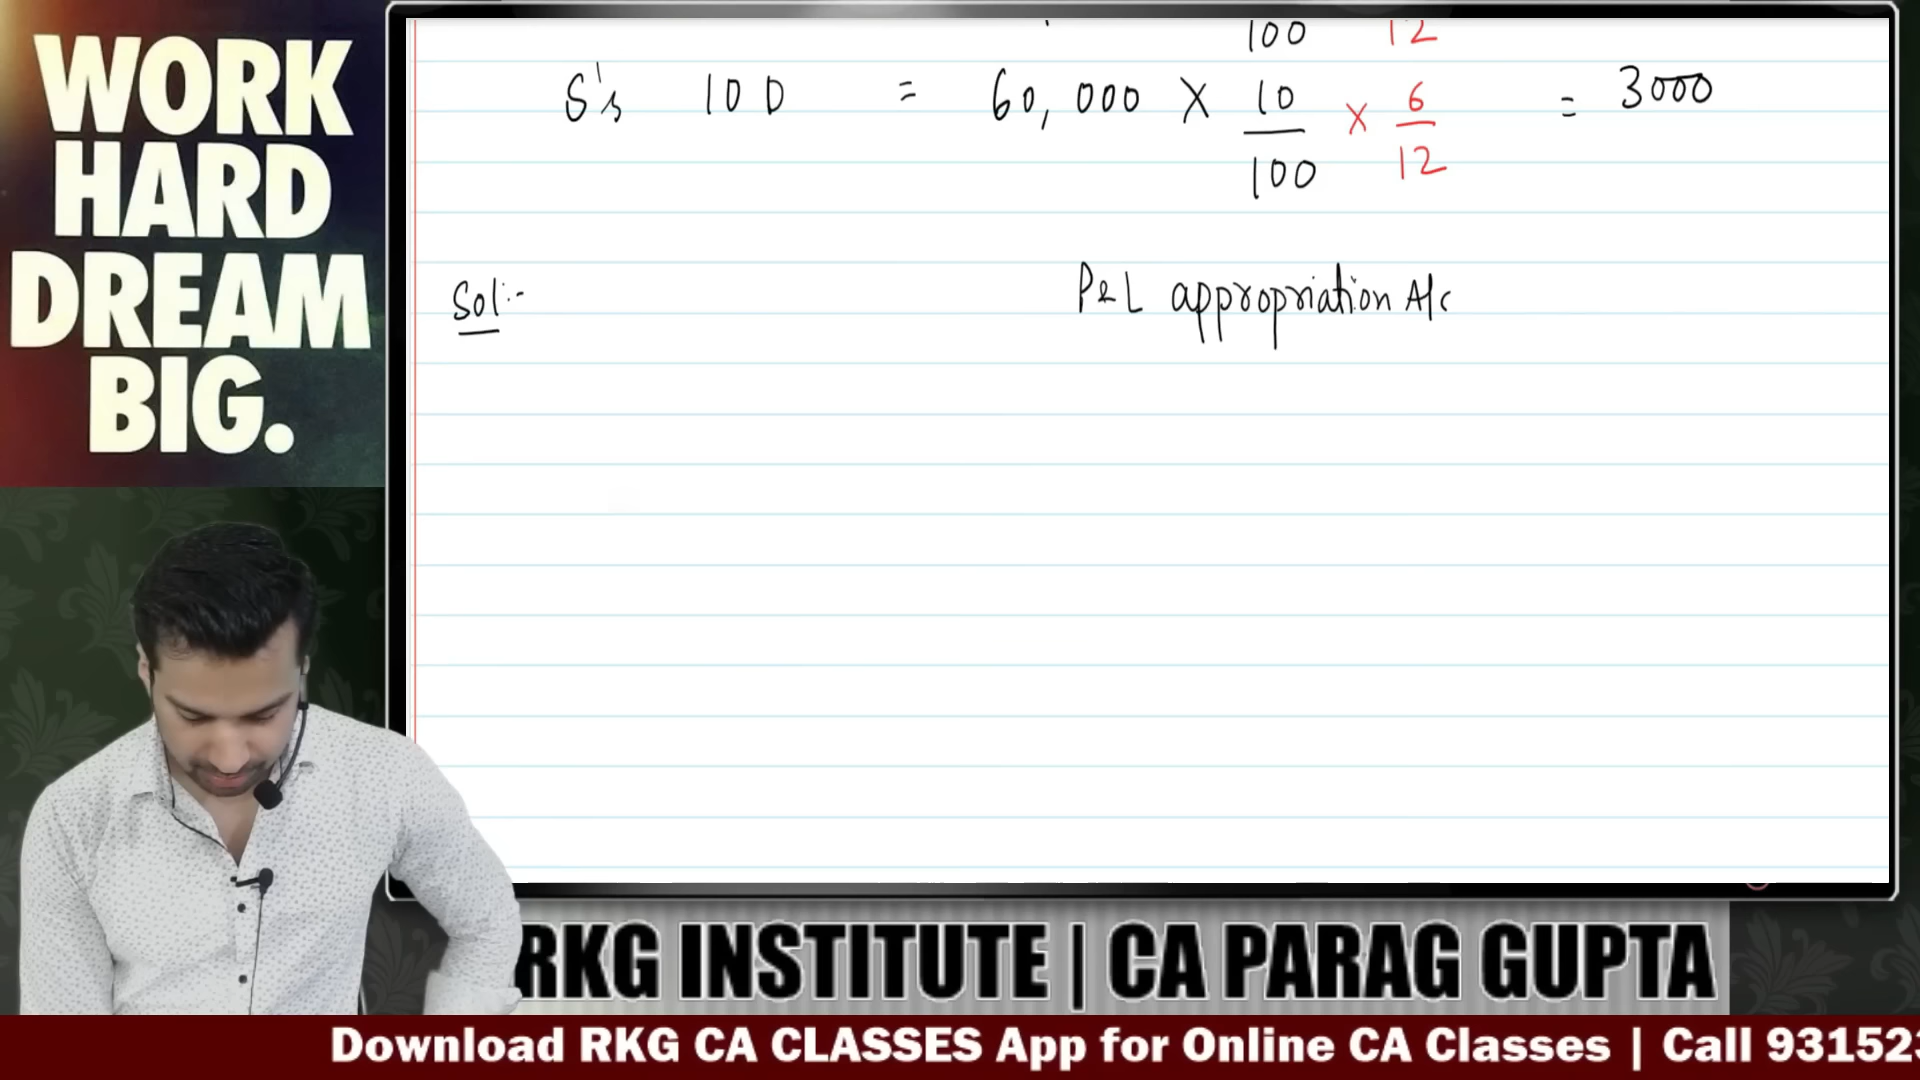 WORK
HARD
DREAM
BIG.
100 12
S's IOD = 60,000 X 10/100 x 6/12 = 3000
Sol:-
P&L appropriation A/c
RKG INSTITUTE | CA PARAG GUPTA
Download RKG CA CLASSES App for Online CA Classes | Call 93152